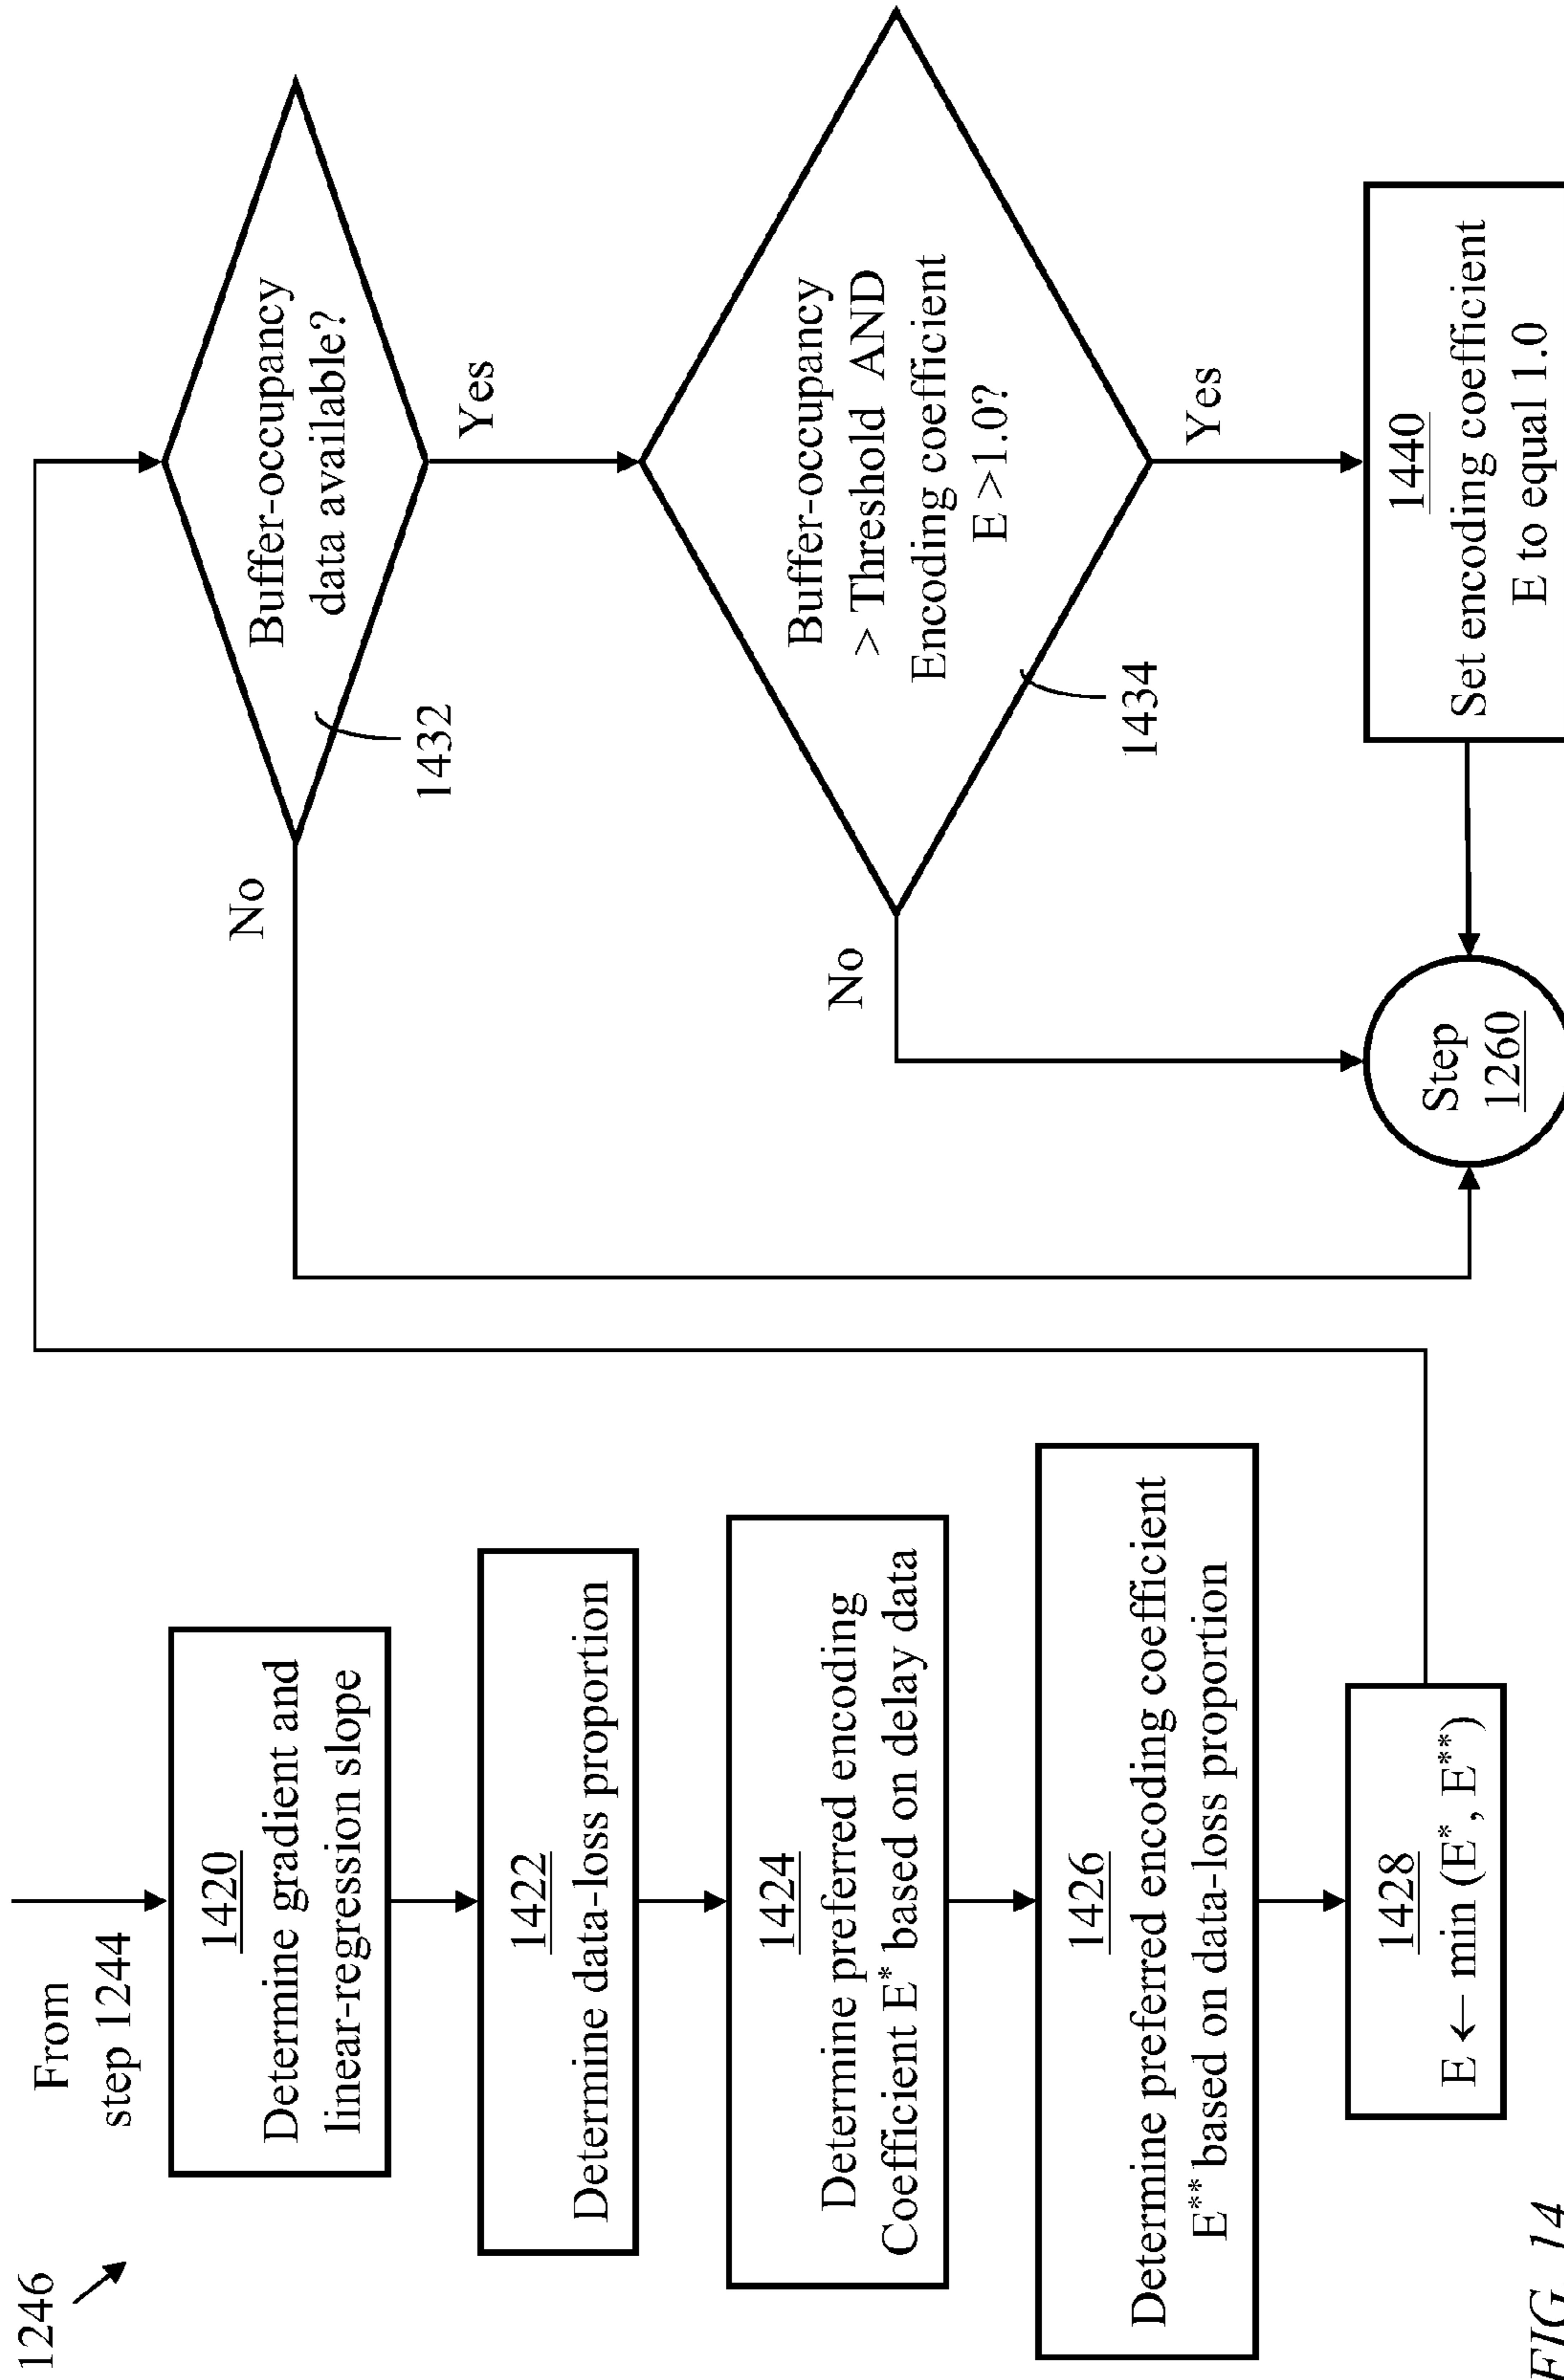 1246
From
step 1244
1420
Determine gradient and
linear-regression slope
1422
Determine data-loss proportion
1424
Determine preferred encoding
Coefficient E* based on delay data
1426
Determine preferred encoding coefficient
E** based on data-loss proportion
1428
E ← min (E*, E**)
Buffer-occupancy
data available?
1432
No
Yes
Buffer-occupancy
> Threshold AND
Encoding coefficient
E >1.0?
1434
No
Yes
1440
Set encoding coefficient
E to equal 1.0
Step
1260
FIG. 14